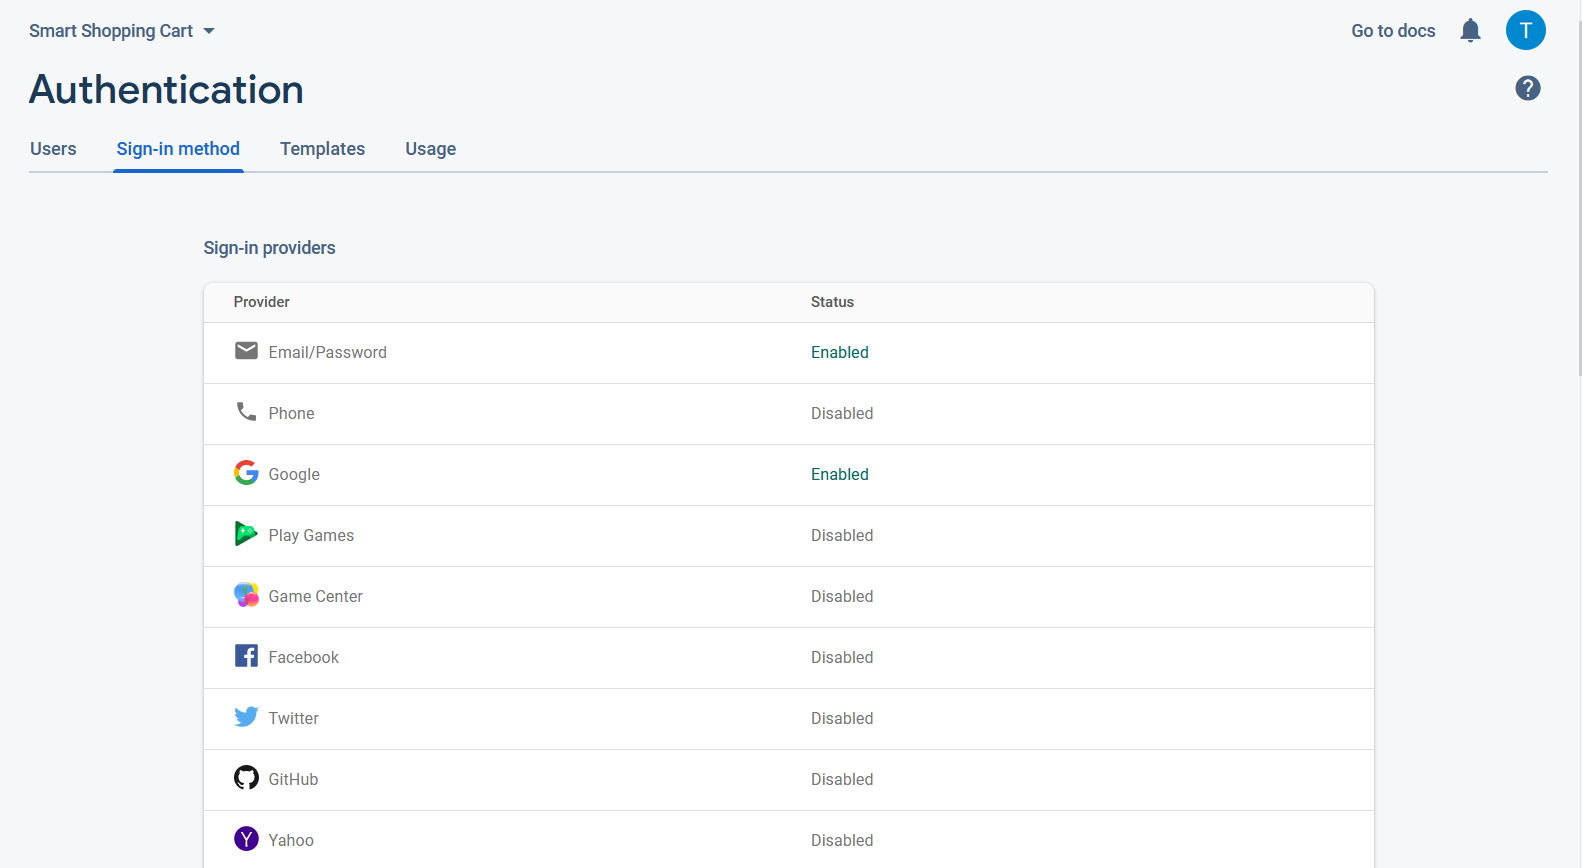 Smart Shopping Cart
Go to docs
T
Authentication
?
Users Sign-in method Templates Usage
Sign-in providers
Provider Status
Email/Password Enabled
Phone Disabled
Google Enabled
Play Games Disabled
Game Center Disabled
Facebook Disabled
Twitter Disabled
GitHub Disabled
Yahoo Disabled